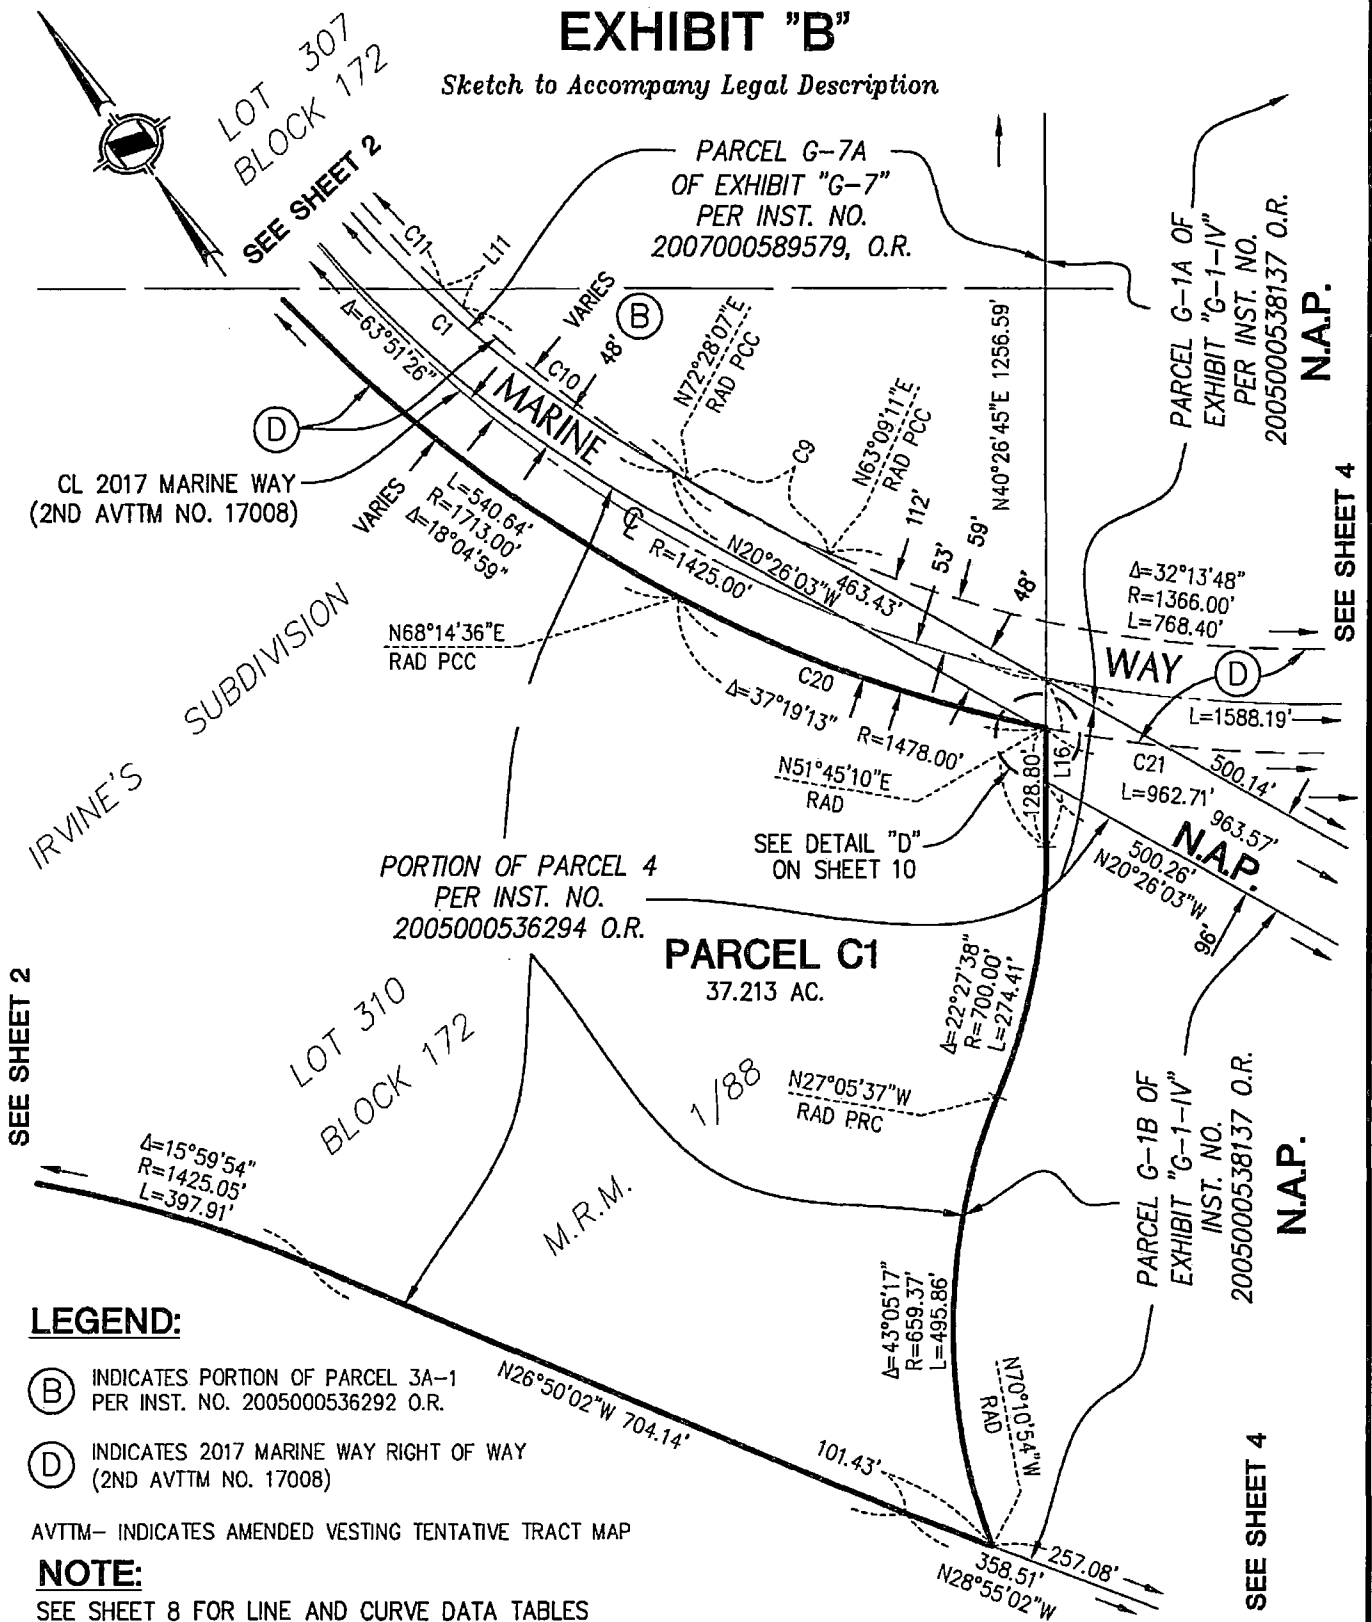 EXHIBIT "B"
Sketch to Accompany Legal Description
LOT 307
BLOCK 172
SEE SHEET 2
PARCEL G-7A
OF EXHIBIT "G-7"
PER INST. NO.
2007000589579, O.R.
PARCEL G-1A OF
EXHIBIT "G-1-IV"
PER INST. NO.
2005000538137 O.R.
N.A.P.
SEE SHEET 4
C11
L11
C1
VARIES
B
48'
C10
Δ=63°51'26"
MARINE
D
CL 2017 MARINE WAY
(2ND AVTTM NO. 17008)
VARIES
L=540.64'
R=1713.00'
Δ=18°04'59"
N72°28'07"E
RAD PCC
C9
N63°09'11"E
RAD PCC
N40°26'45"E 1256.59'
112'
59'
53'
48'
℄
R=1425.00'
N20°26'03"W
463.43'
Δ=32°13'48"
R=1366.00'
L=768.40'
WAY
D
L=1588.19'
N68°14'36"E
RAD PCC
C20
Δ=37°19'13"
R=1478.00'
N51°45'10"E
RAD
128.80'
L16
C21
500.14'
L=962.71'
963.57'
N.A.P.
500.26'
N20°26'03"W
96'
SEE DETAIL "D"
ON SHEET 10
IRVINE'S
SUBDIVISION
PORTION OF PARCEL 4
PER INST. NO.
2005000536294 O.R.
PARCEL C1
37.213 AC.
Δ=22°27'38"
R=700.00'
L=274.41'
SEE SHEET 2
LOT 310
BLOCK 172
1/88
M.R.M.
N27°05'37"W
RAD PRC
PARCEL G-1B OF
EXHIBIT "G-1-IV"
INST. NO.
2005000538137 O.R.
N.A.P.
Δ=15°59'54"
R=1425.05'
L=397.91'
Δ=43°05'17"
R=659.37'
L=495.86'
N26°50'02"W 704.14'
N70°10'54"W
RAD
101.43'
257.08'
358.51'
N28°55'02"W
SEE SHEET 4
LEGEND:
B INDICATES PORTION OF PARCEL 3A-1
PER INST. NO. 2005000536292 O.R.
D INDICATES 2017 MARINE WAY RIGHT OF WAY
(2ND AVTTM NO. 17008)
AVTTM- INDICATES AMENDED VESTING TENTATIVE TRACT MAP
NOTE:
SEE SHEET 8 FOR LINE AND CURVE DATA TABLES